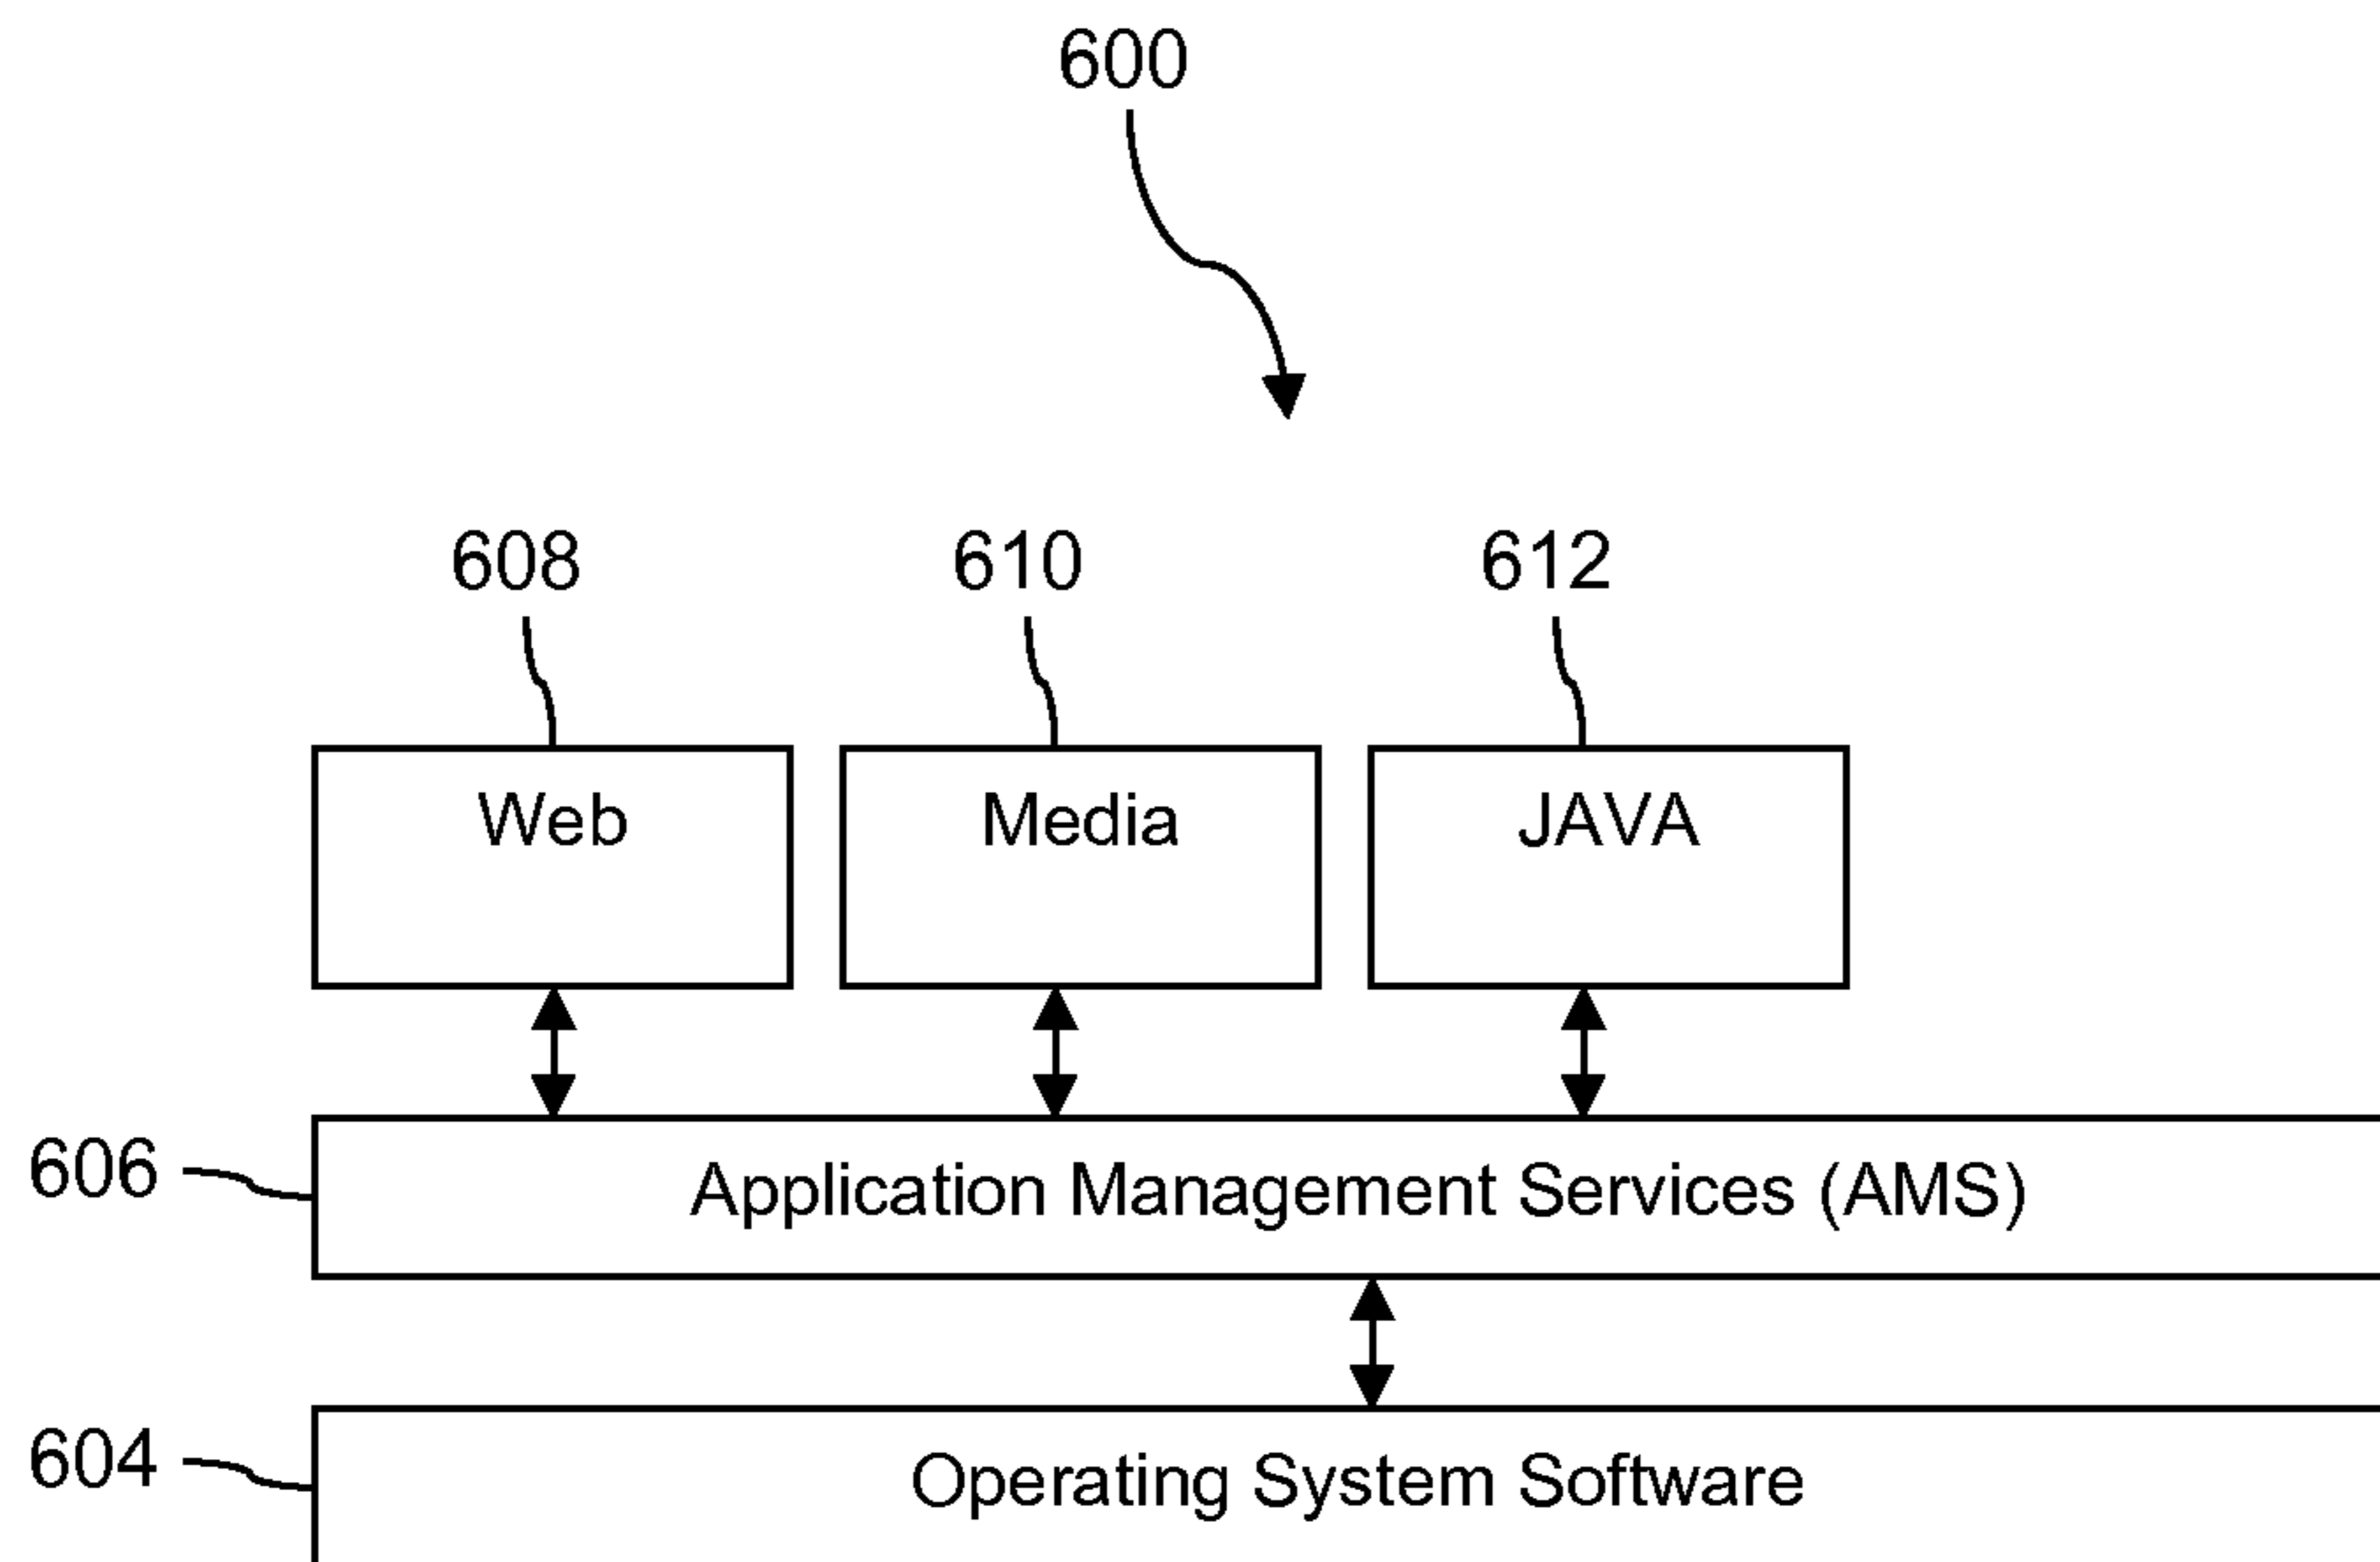 600
608 610 612
Web Media JAVA
606 Application Management Services (AMS)
604 Operating System Software